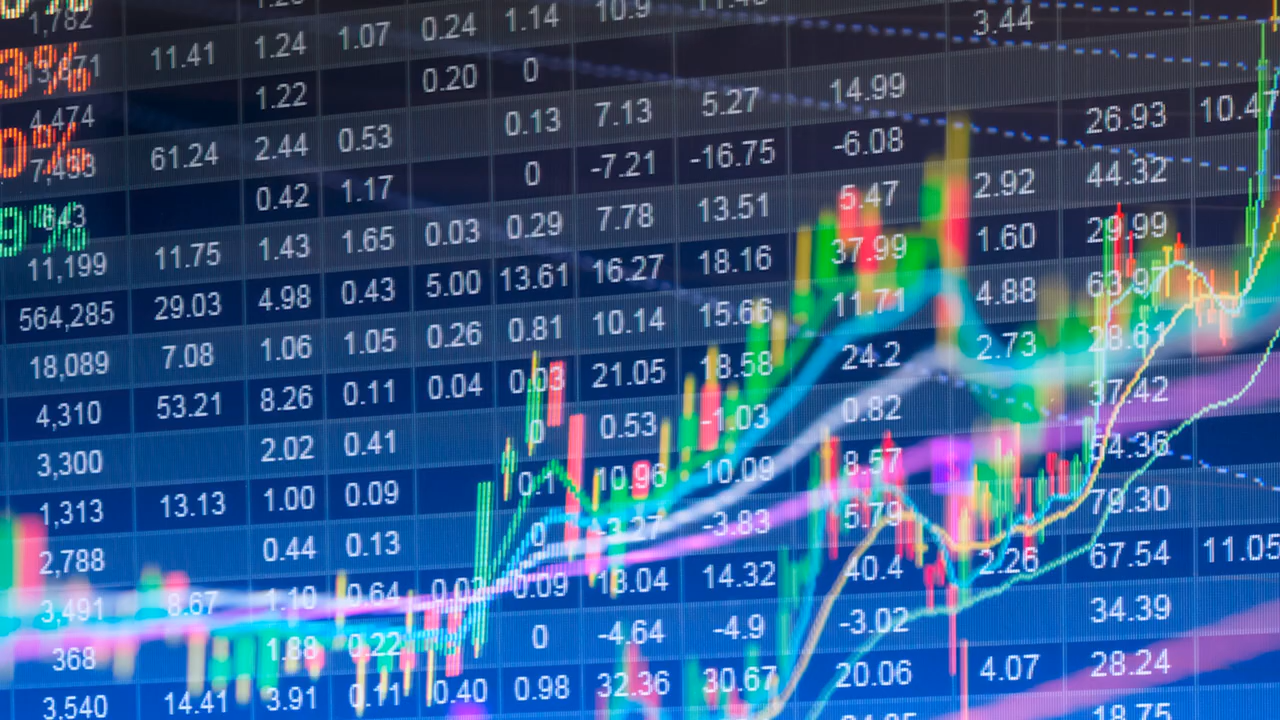 1,782
3% 13,671 11.41 1.24 1.07 0.24 1.14 10.9
4,474 1.22 0.20 0 3.44
0% 7,453 61.24 2.44 0.53 0.13 7.13 5.27 14.99
9% 643 0.42 1.17 0 -7.21 -16.75 -6.08 26.93 10.47
11,199 11.75 1.43 1.65 0.03 0.29 7.78 13.51 5.47 2.92 44.32
564,285 29.03 4.98 0.43 5.00 13.61 16.27 18.16 37.99 1.60 29.99
18,089 7.08 1.06 1.05 0.26 0.81 10.14 15.66 11.71 4.88 63.97
4,310 53.21 8.26 0.11 0.04 0.03 21.05 18.58 24.2 2.73 28.61
3,300 2.02 0.41 0 0.53 -1.03 0.82 37.42
1,313 13.13 1.00 0.09 0.1 10.96 10.09 8.57 54.36
2,788 0.44 0.13 0 -3.27 -3.83 5.79 79.30
3,491 8.67 1.10 0.64 0.09 18.04 14.32 40.4 2.26 67.54 11.05
368 1.88 0.22 0 -4.64 -4.9 -3.02 34.39
3,540 14.41 3.91 0.11 0.40 0.98 32.36 30.67 20.06 4.07 28.24
18.75